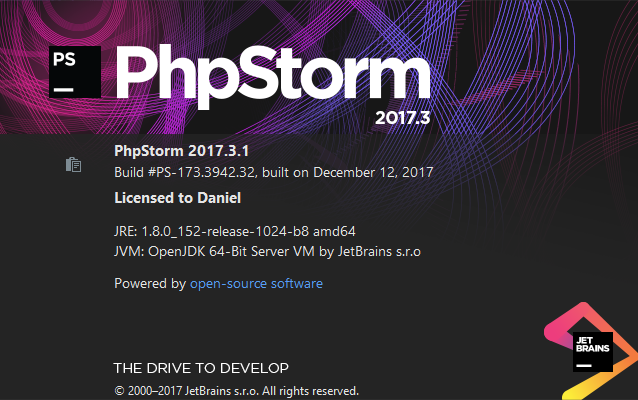 PS
PhpStorm
2017.3
PhpStorm 2017.3.1
Build #PS-173.3942.32, built on December 12, 2017
Licensed to Daniel
JRE: 1.8.0_152-release-1024-b8 amd64
JVM: OpenJDK 64-Bit Server VM by JetBrains s.r.o
Powered by open-source software
JET
BRAINS
THE DRIVE TO DEVELOP
© 2000–2017 JetBrains s.r.o. All rights reserved.